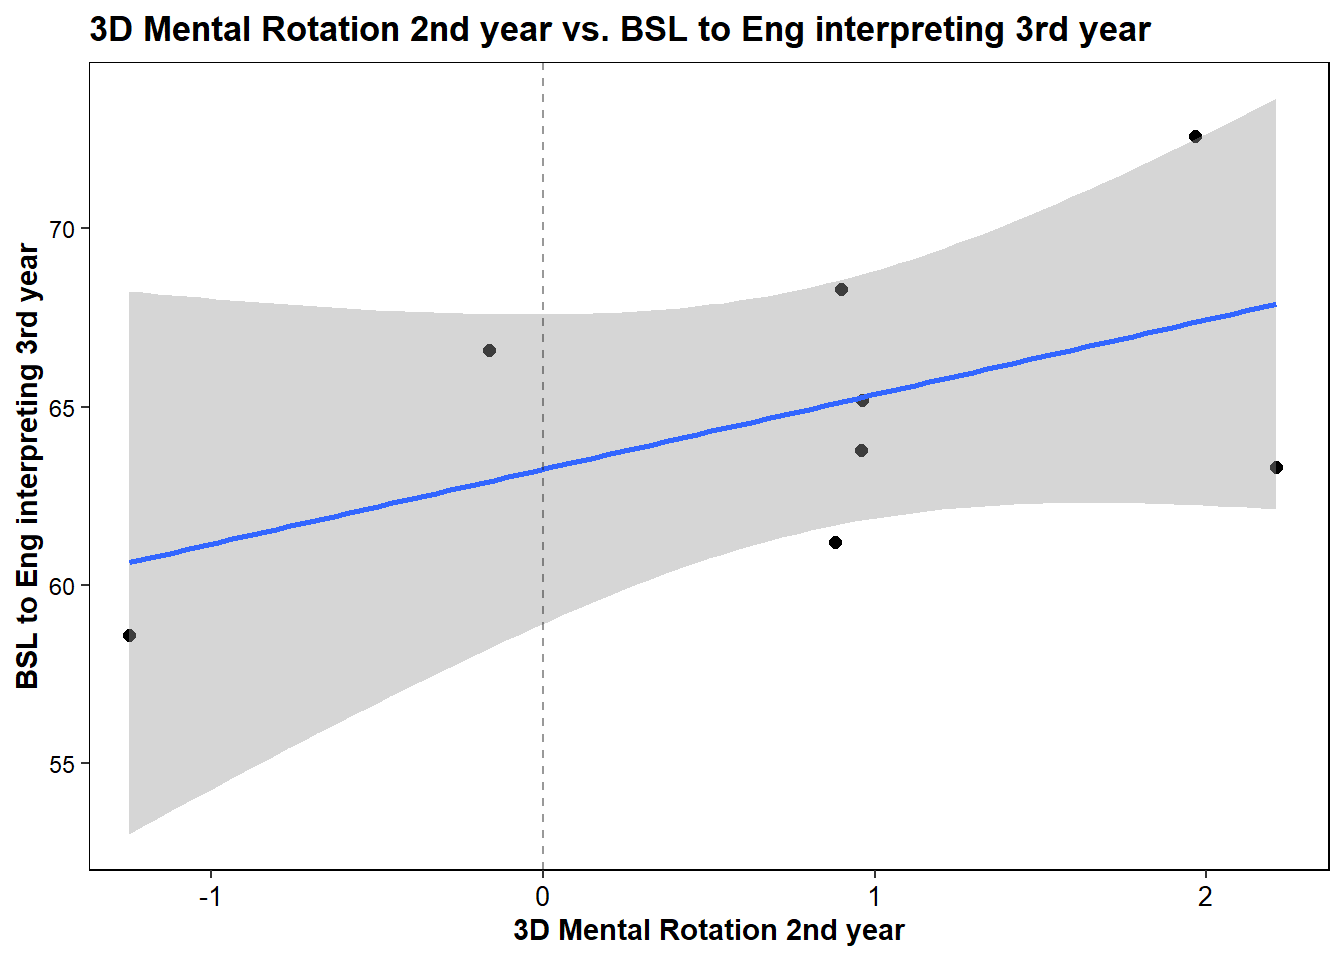 3D Mental Rotation 2nd year vs. BSL to Eng interpreting 3rd year
BSL to Eng interpreting 3rd year
70
65
60
55
-1
0
1
2
3D Mental Rotation 2nd year